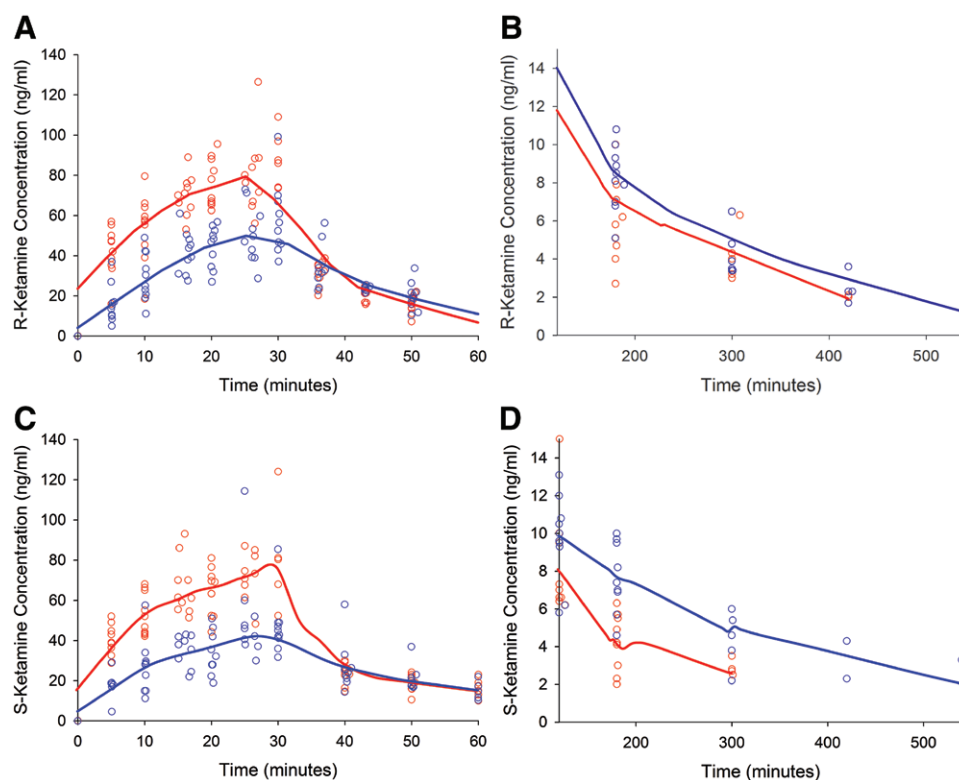 A
R-Ketamine Concentration (ng/ml)
140
120
100
80
60
40
20
0
0 10 20 30 40 50 60
Time (minutes)
B
R-Ketamine Concentration (ng/ml)
14
12
10
8
6
4
2
0
200 300 400 500
Time (minutes)
C
S-Ketamine Concentration (ng/ml)
140
120
100
80
60
40
20
0
0 10 20 30 40 50 60
Time (minutes)
D
S-Ketamine Concentration (ng/ml)
14
12
10
8
6
4
2
0
200 300 400 500
Time (minutes)